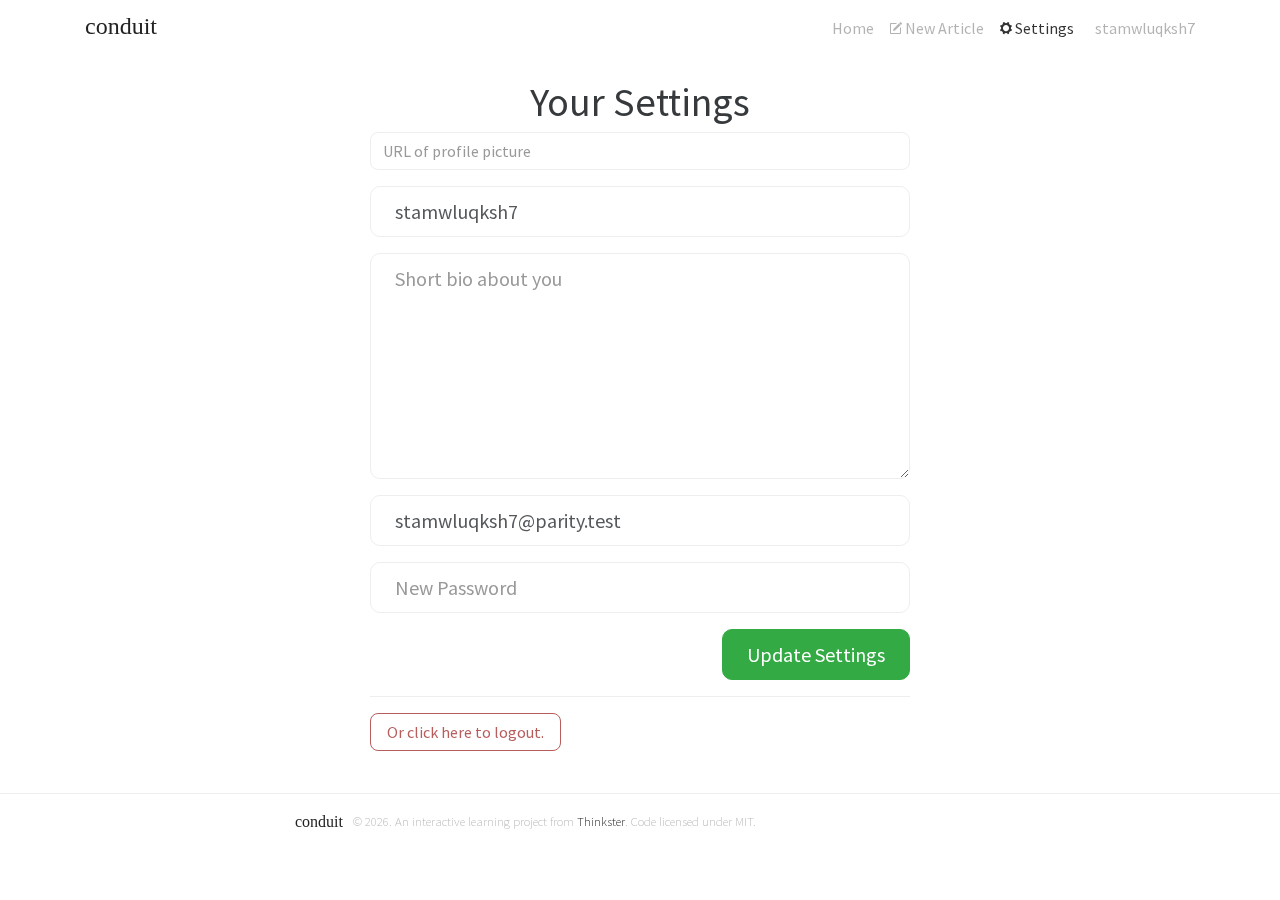 conduit
Home New Article Settings stamwluqksh7
Your Settings
URL of profile picture
stamwluqksh7
Short bio about you
stamwluqksh7@parity.test
New Password
Update Settings
Or click here to logout.
conduit © 2026. An interactive learning project from Thinkster. Code licensed under MIT.